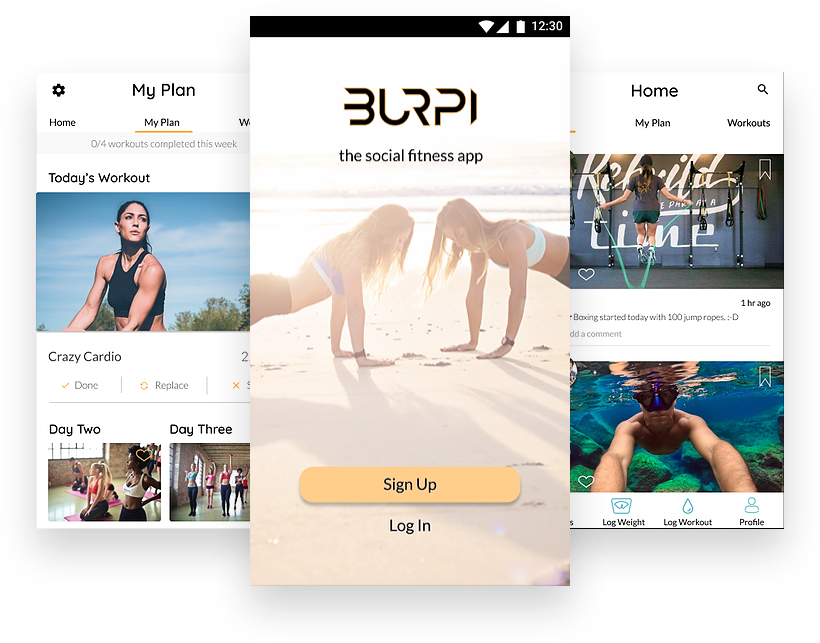 My Plan
Home
My Plan
0/4 workouts completed this week
Today's Workout
Crazy Cardio
Done
Replace
Day Two
Day Three
12:30
BURPI
the social fitness app
Sign Up
Log In
Home
My Plan
Workouts
Rebuild
time
1 hr ago
Boxing started today with 100 jump ropes. ;-D
a comment
Log Weight
Log Workout
Profile